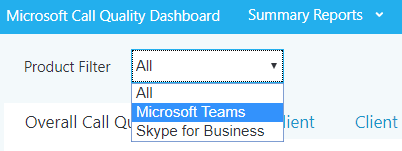 Microsoft Call Quality Dashboard Summary Reports
Product Filter All
All
Microsoft Teams
Skype for Business
Overall Call Qu lient Client